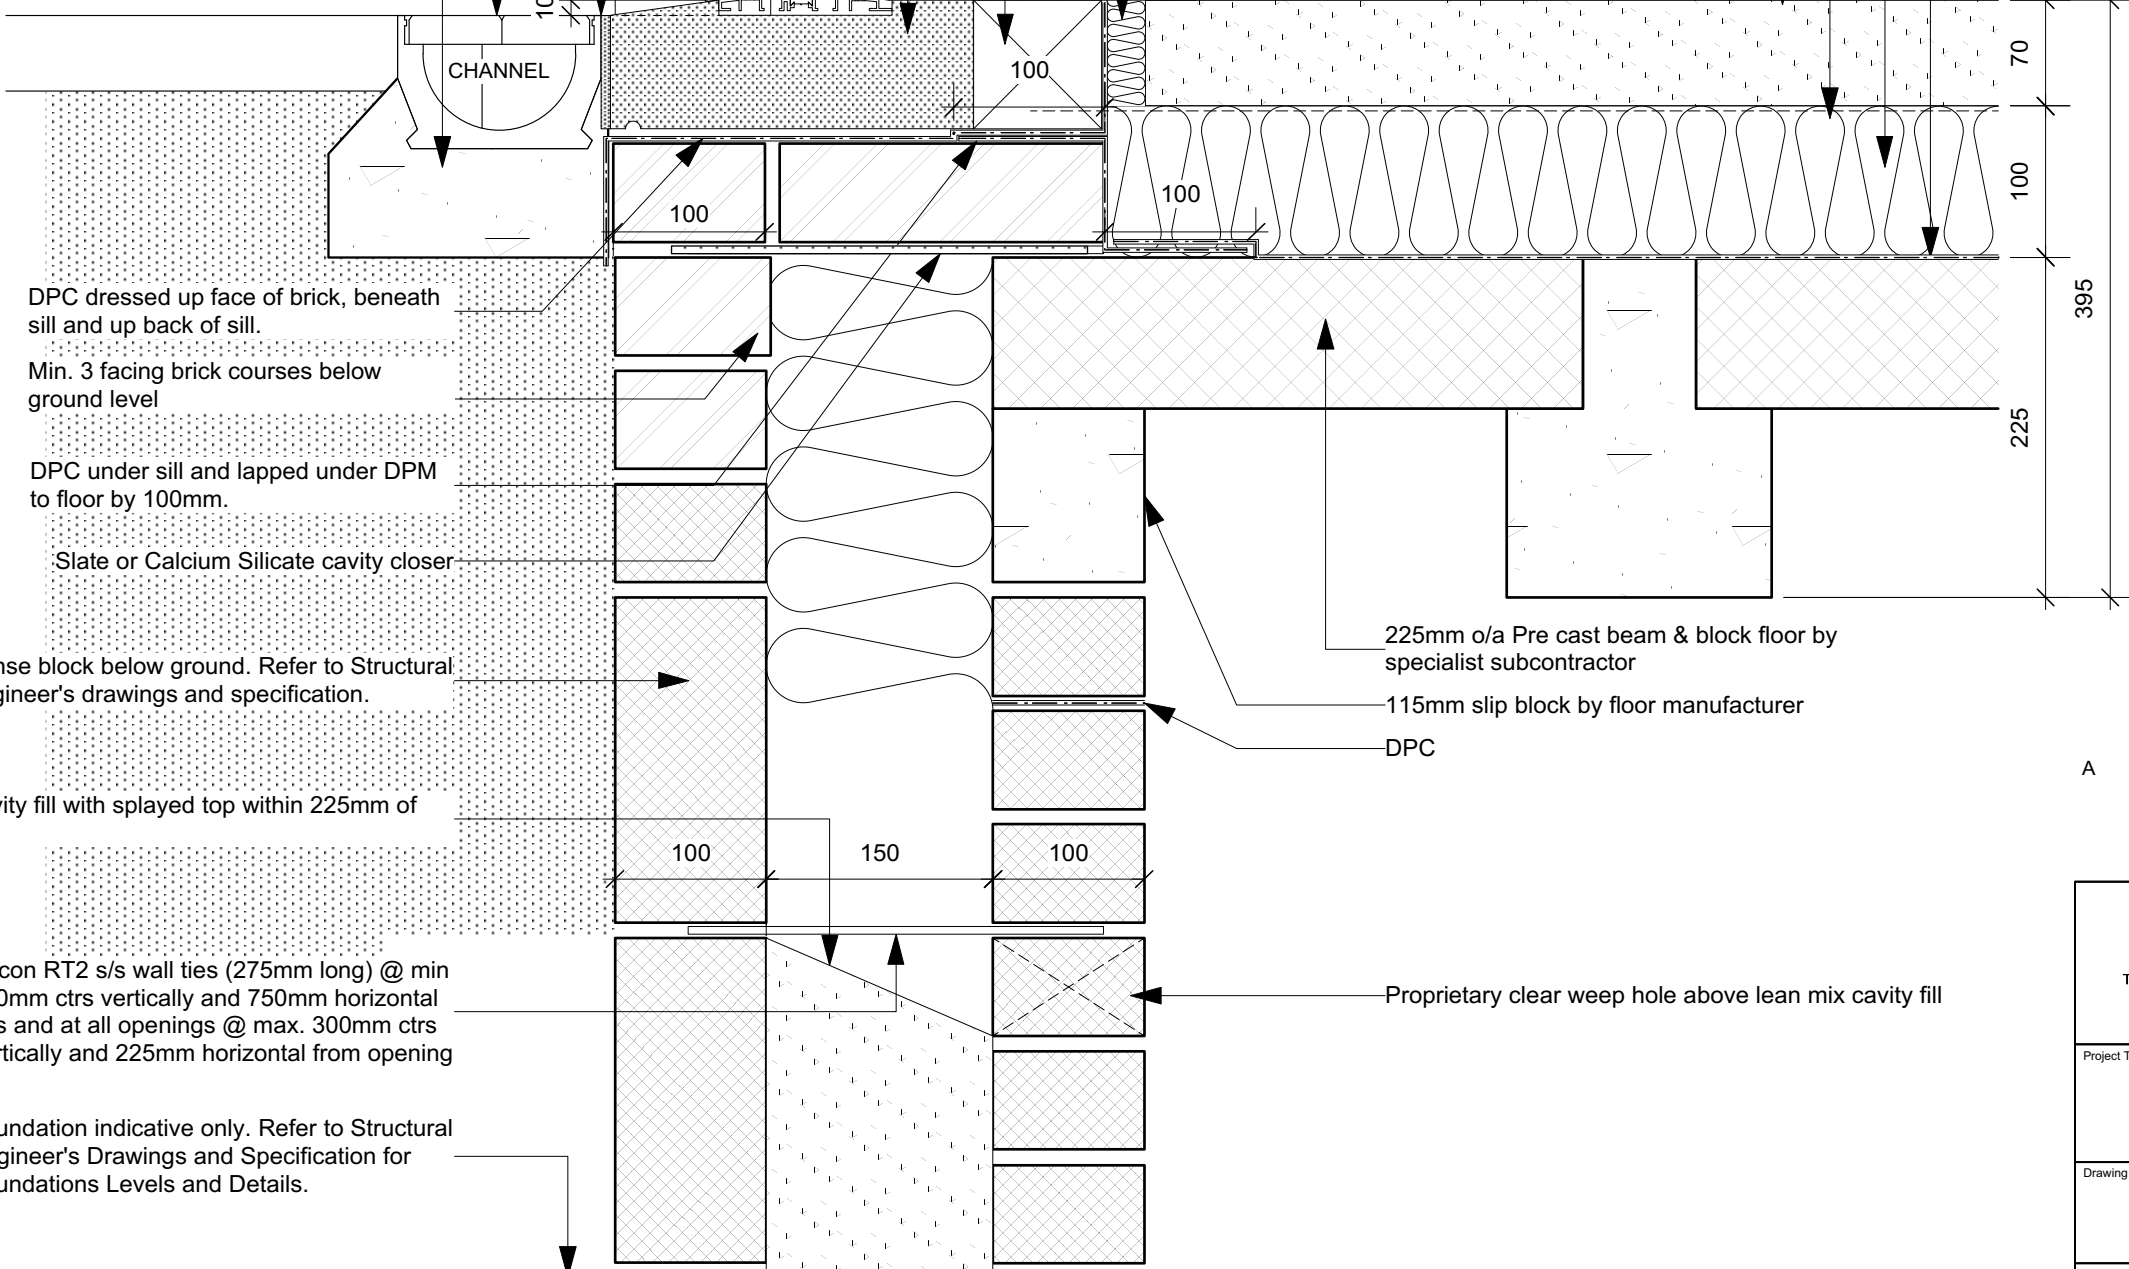 CHANNEL
100
70
100
100
100
395
225
DPC dressed up face of brick, beneath
sill and up back of sill.
Min. 3 facing brick courses below
ground level
DPC under sill and lapped under DPM
to floor by 100mm.
Slate or Calcium Silicate cavity closer
nse block below ground. Refer to Structural
gineer's drawings and specification.
vity fill with splayed top within 225mm of
con RT2 s/s wall ties (275mm long) @ min
0mm ctrs vertically and 750mm horizontal
s and at all openings @ max. 300mm ctrs
rtically and 225mm horizontal from opening
undation indicative only. Refer to Structural
gineer's Drawings and Specification for
undations Levels and Details.
225mm o/a Pre cast beam & block floor by
specialist subcontractor
115mm slip block by floor manufacturer
DPC
100
150
100
Proprietary clear weep hole above lean mix cavity fill
A
Project T
Drawing